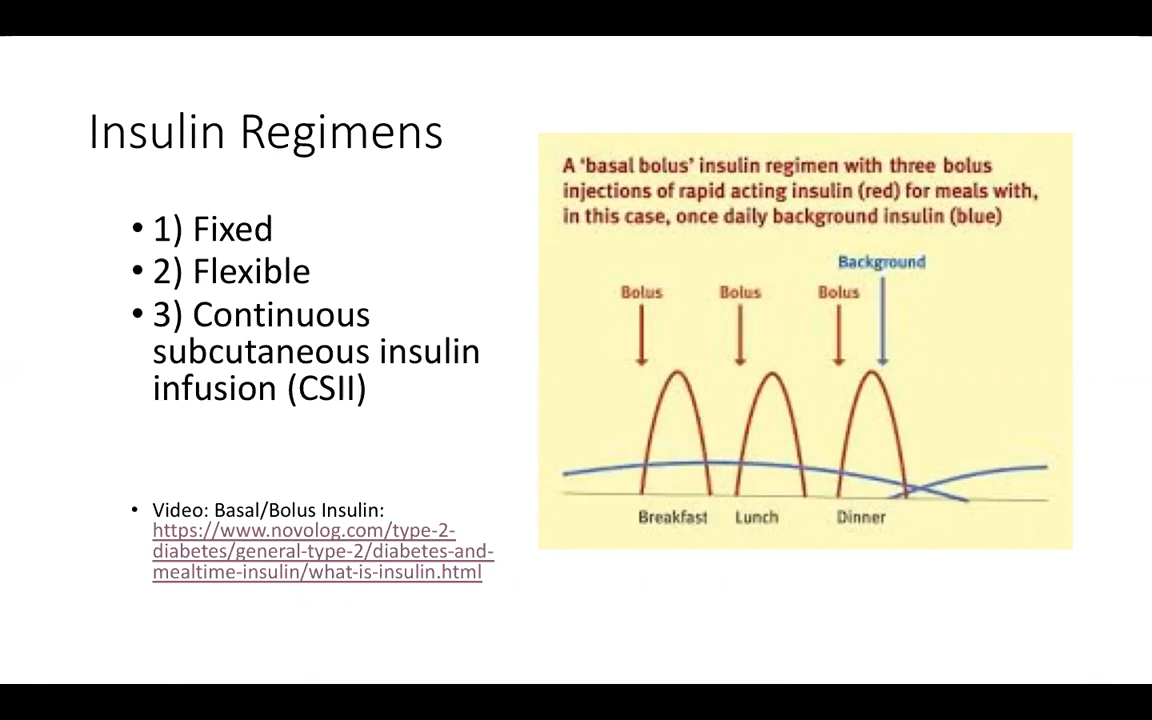 Insulin Regimens
• 1) Fixed
• 2) Flexible
• 3) Continuous
subcutaneous insulin
infusion (CSII)
• Video: Basal/Bolus Insulin:
https://www.novolog.com/type-2-
diabetes/general-type-2/diabetes-and-
mealtime-insulin/what-is-insulin.html
A 'basal bolus' insulin regimen with three bolus
injections of rapid acting insulin (red) for meals with,
in this case, once daily background insulin (blue)
Background
Bolus Bolus Bolus
Breakfast Lunch Dinner